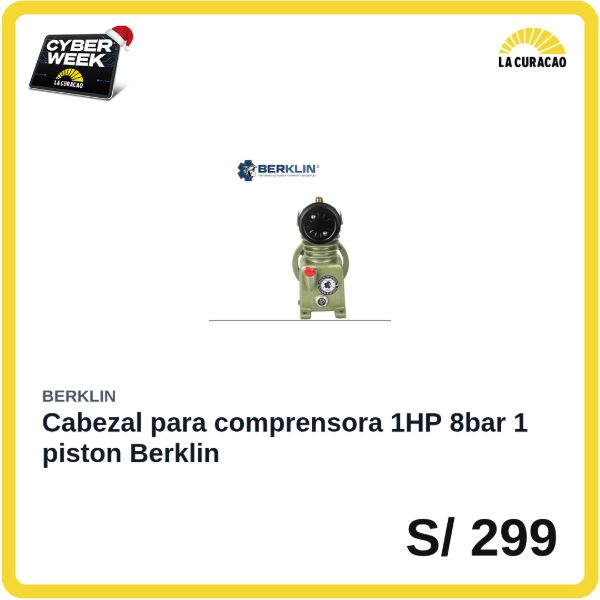 CYBER
WEEK
LA CURACAO
LA CURACAO
BERKLIN®
BERKLIN
Cabezal para comprensora 1HP 8bar 1
piston Berklin
S/ 299